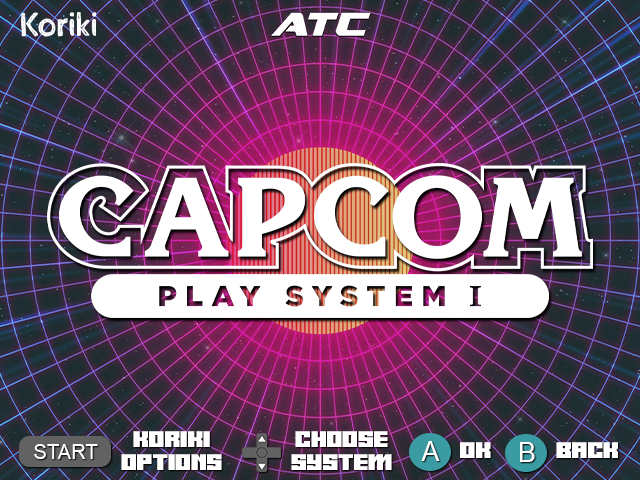 Koriki
ATC
CAPCOM
PLAY SYSTEM I
START
KORIKI
OPTIONS
CHOOSE
SYSTEM
A OK
B BACK